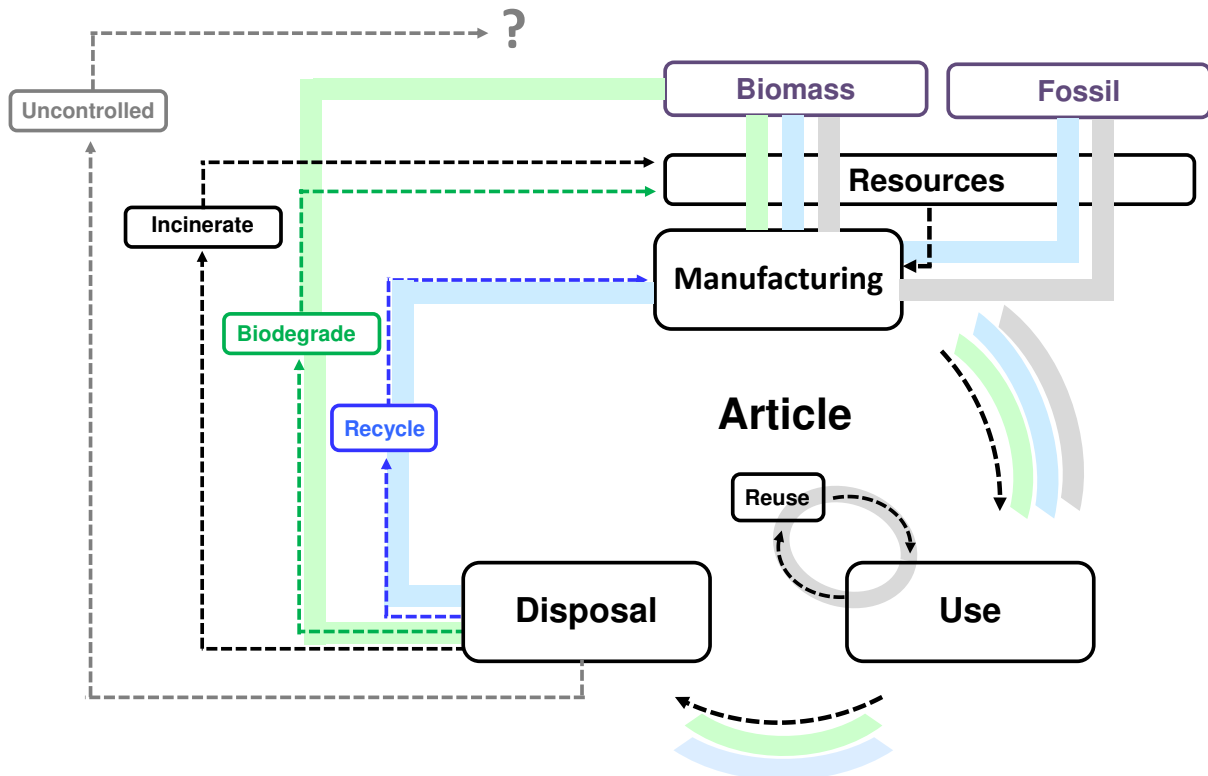 ?
Biomass
Fossil
Uncontrolled
Resources
Incinerate
Manufacturing
Biodegrade
Article
Recycle
Reuse
Disposal
Use